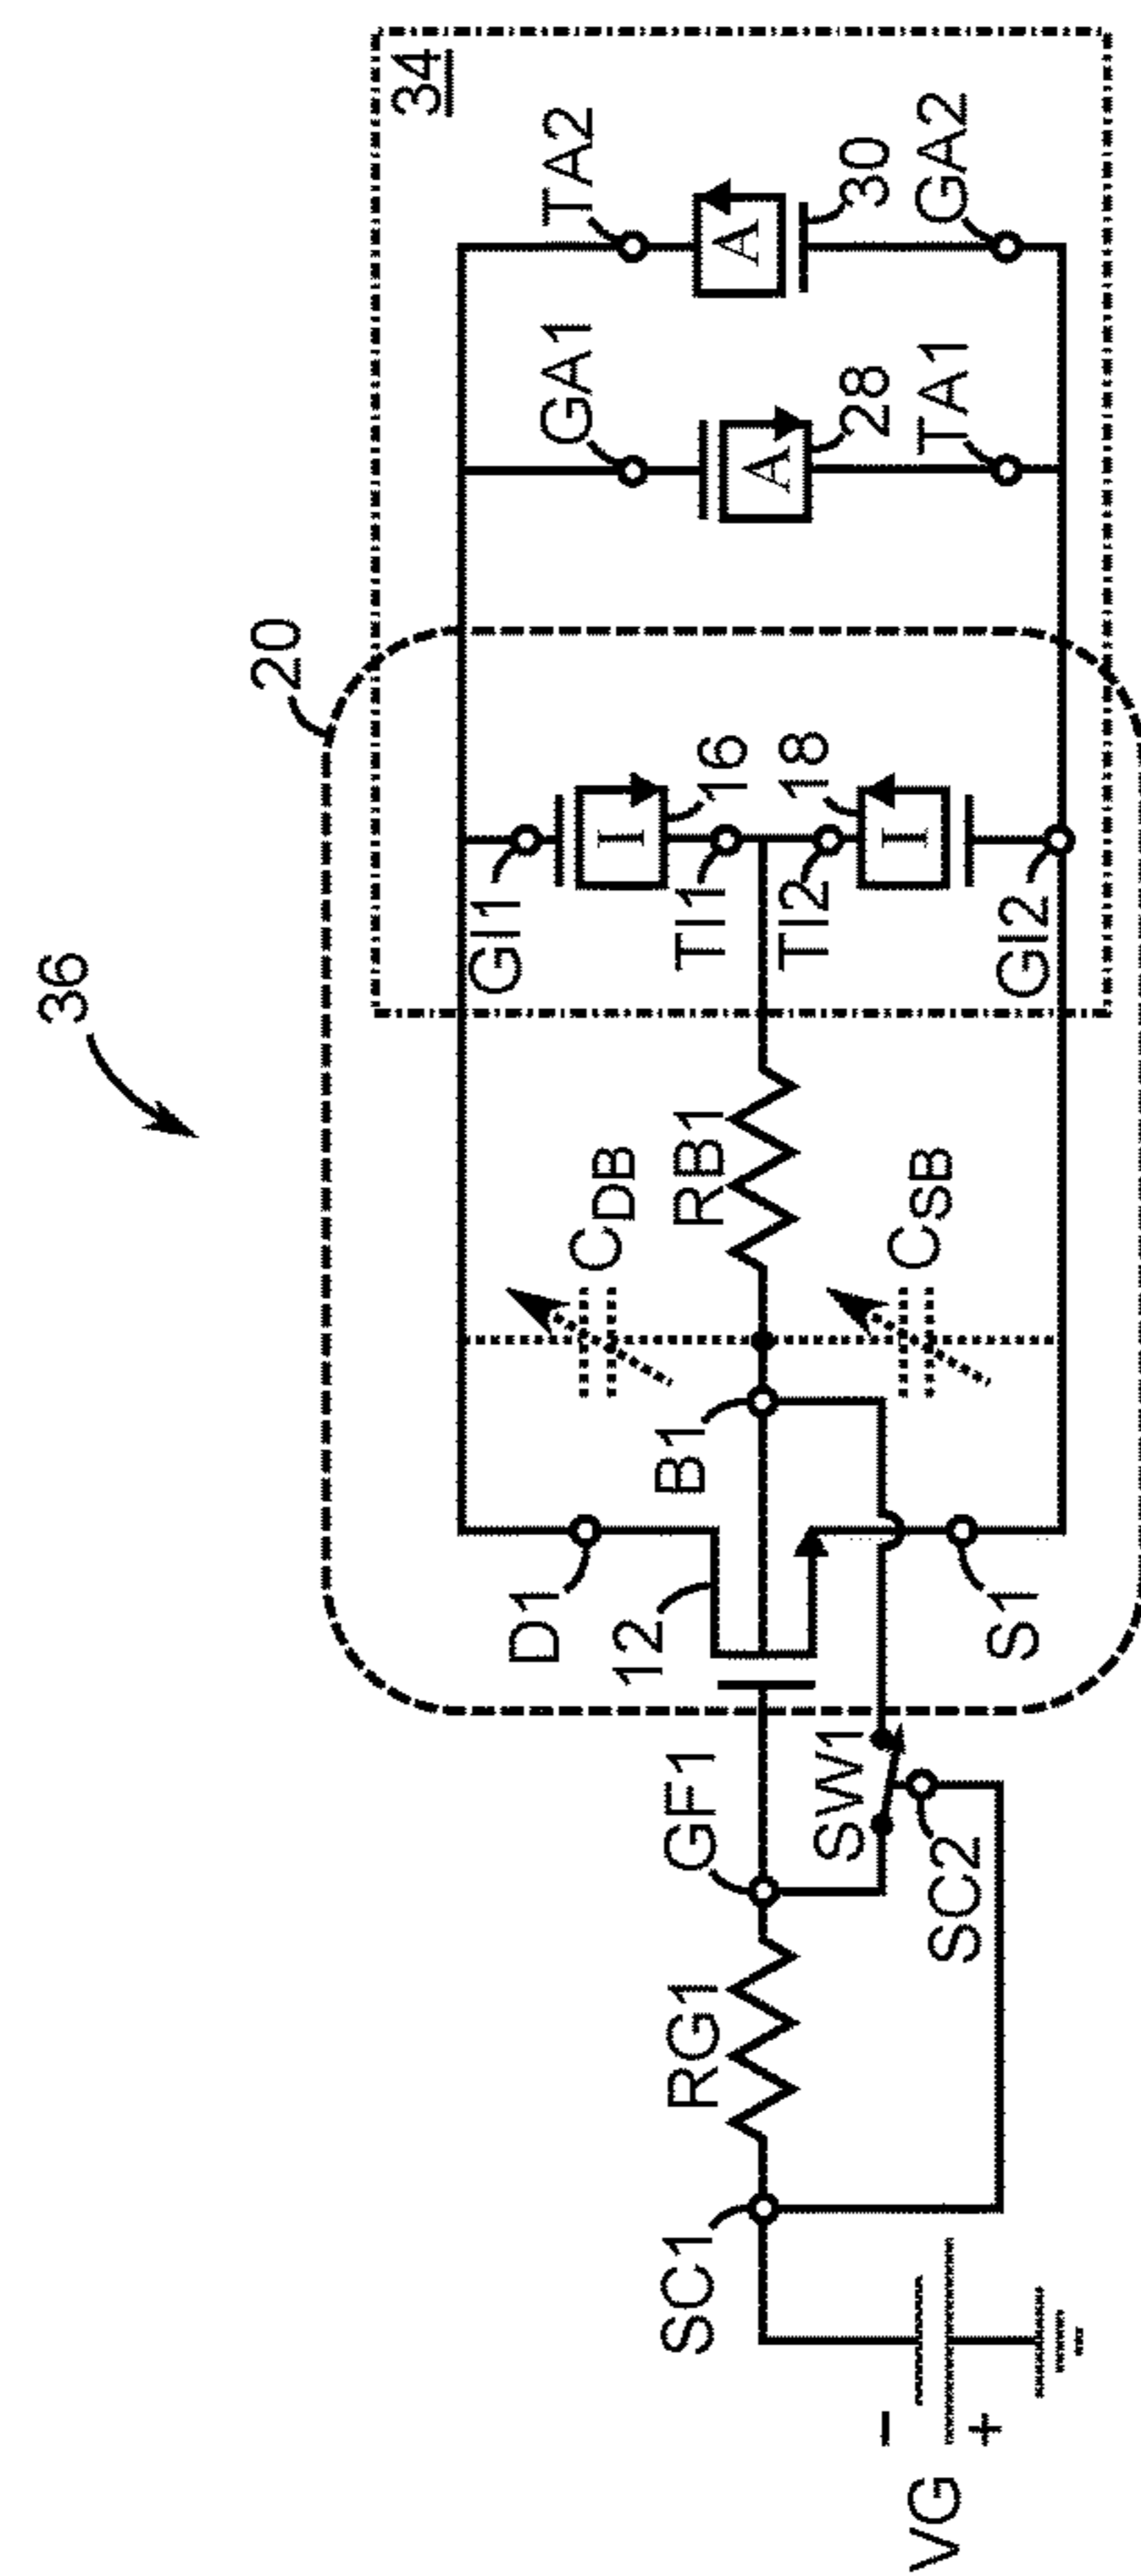 36
20
34
TA2
GA1
30
GA2
A
A
28
TA1
GI1
I
16
TI1
TI2
18
I
GI2
CDB
RB1
CSB
D1
B1
12
S1
GF1
SW1
RG1
SC2
SC1
VG
-
+